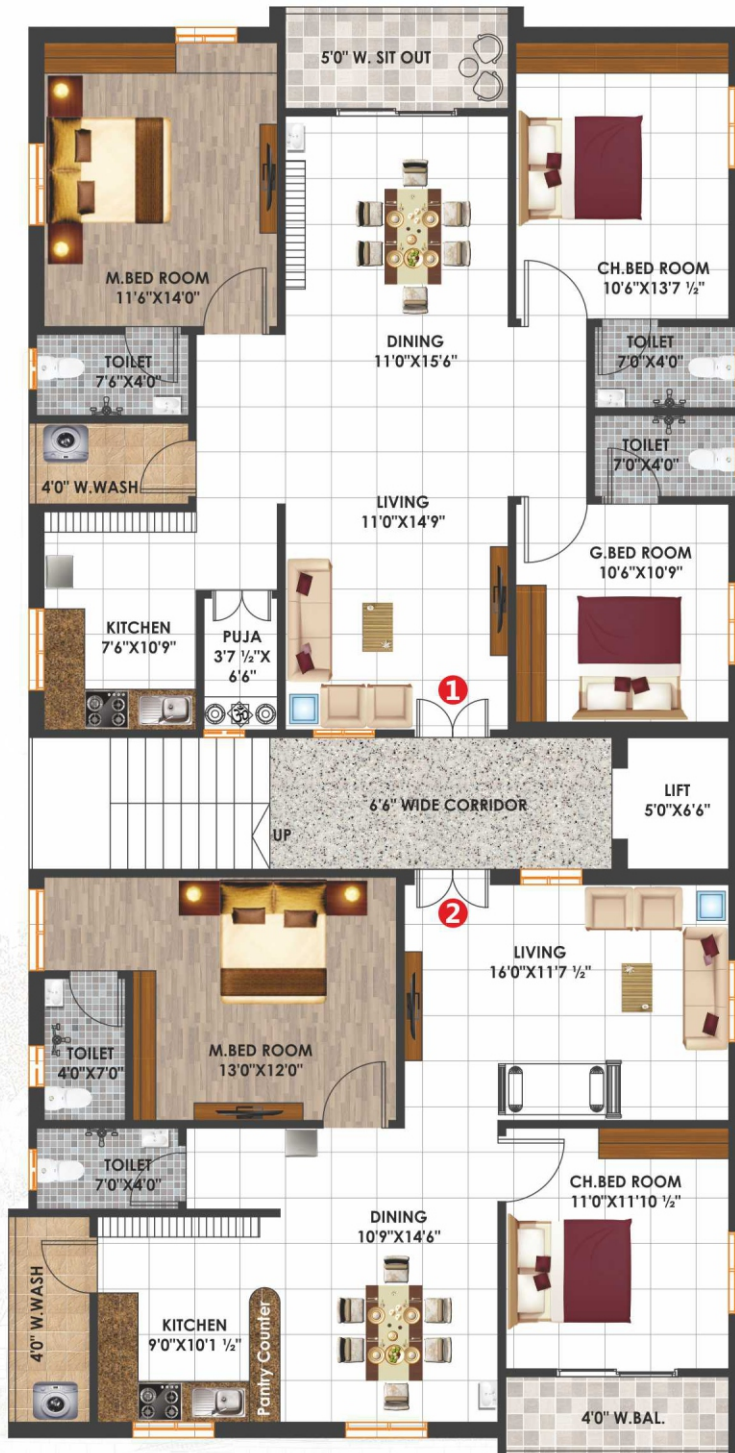 5'0" W. SIT OUT
M.BED ROOM
11'6"X14'0"
CH.BED ROOM
10'6"X13'7 ½"
DINING
11'0"X15'6"
TOILET
7'6"X4'0"
TOILET
7'0"X4'0"
TOILET
7'0"X4'0"
4'0" W.WASH
LIVING
11'0"X14'9"
G.BED ROOM
10'6"X10'9"
KITCHEN
7'6"X10'9"
PUJA
3'7 ½"X
6'6"
1
6'6" WIDE CORRIDOR
LIFT
5'0"X6'6"
UP
2
LIVING
16'0"X11'7 ½"
M.BED ROOM
13'0"X12'0"
TOILET
4'0"X7'0"
TOILET
7'0"X4'0"
CH.BED ROOM
11'0"X11'10 ½"
DINING
10'9"X14'6"
4'0" W.WASH
KITCHEN
9'0"X10'1 ½"
Pantry Counter
4'0" W.BAL.